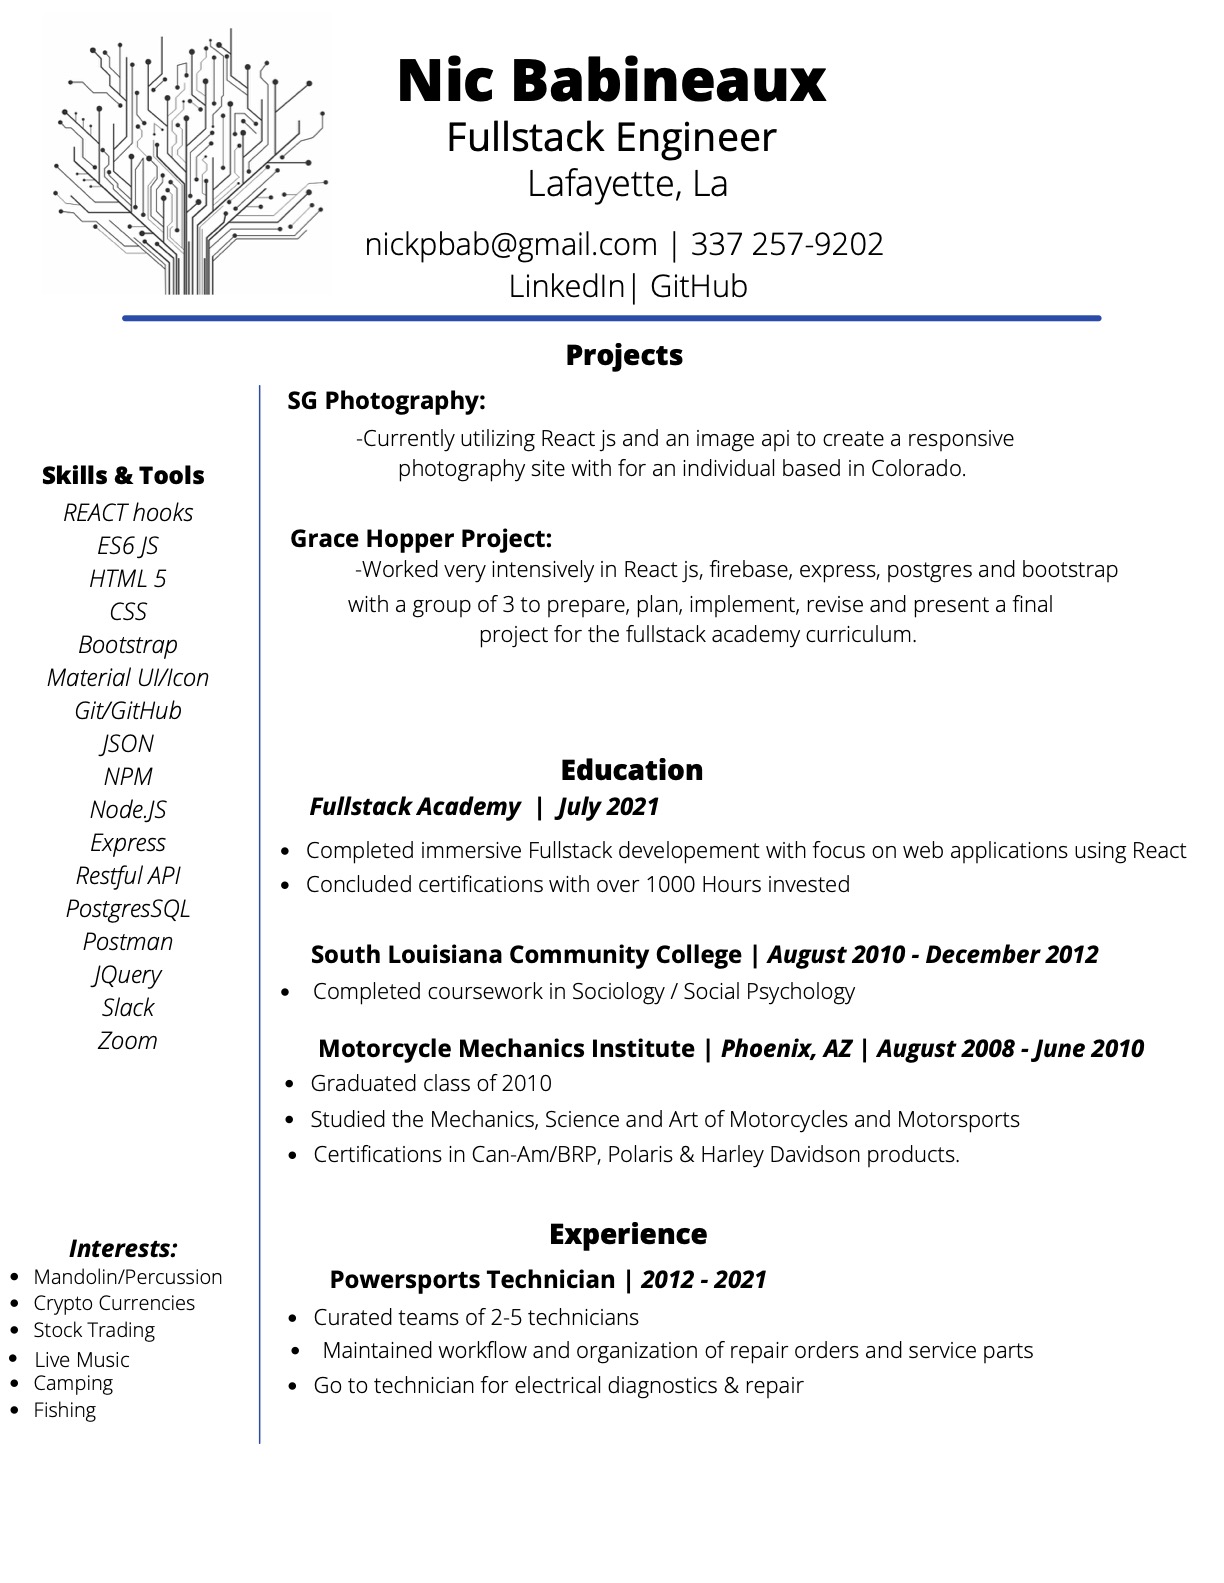 Nic Babineaux
Fullstack Engineer
Lafayette, La
nickpbab@gmail.com | 337 257-9202
LinkedIn| GitHub
Projects
SG Photography:
-Currently utilizing React js and an image api to create a responsive
photography site with for an individual based in Colorado.
Grace Hopper Project:
-Worked very intensively in React js, firebase, express, postgres and bootstrap
with a group of 3 to prepare, plan, implement, revise and present a final
project for the fullstack academy curriculum.
Skills & Tools
REACT hooks
ES6 JS
HTML 5
CSS
Bootstrap
Material UI/Icon
Git/GitHub
JSON
NPM
Node.JS
Express
Restful API
PostgresSQL
Postman
JQuery
Slack
Zoom
Education
Fullstack Academy | July 2021
• Completed immersive Fullstack developement with focus on web applications using React
• Concluded certifications with over 1000 Hours invested
South Louisiana Community College | August 2010 - December 2012
• Completed coursework in Sociology / Social Psychology
Motorcycle Mechanics Institute | Phoenix, AZ | August 2008 - June 2010
• Graduated class of 2010
• Studied the Mechanics, Science and Art of Motorcycles and Motorsports
• Certifications in Can-Am/BRP, Polaris & Harley Davidson products.
Interests:
• Mandolin/Percussion
• Crypto Currencies
• Stock Trading
• Live Music
• Camping
• Fishing
Experience
Powersports Technician | 2012 - 2021
• Curated teams of 2-5 technicians
• Maintained workflow and organization of repair orders and service parts
• Go to technician for electrical diagnostics & repair